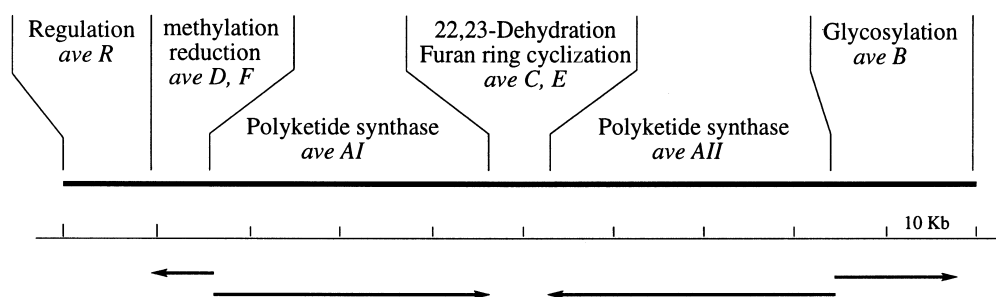 Regulation
ave R
methylation
reduction
ave D, F
22,23-Dehydration
Furan ring cyclization
ave C, E
Glycosylation
ave B
Polyketide synthase
ave AI
Polyketide synthase
ave AII
10 Kb